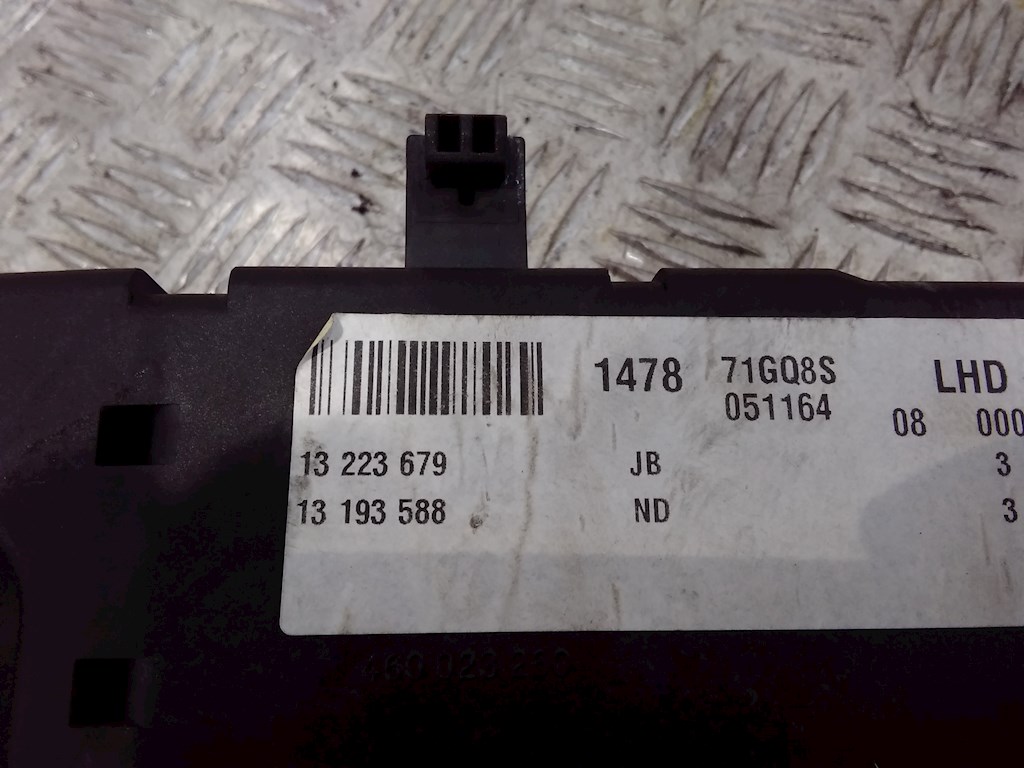 1478 71GQ8S LHD
051164 08 000
13 223 679 JB 3
13 193 588 ND 3